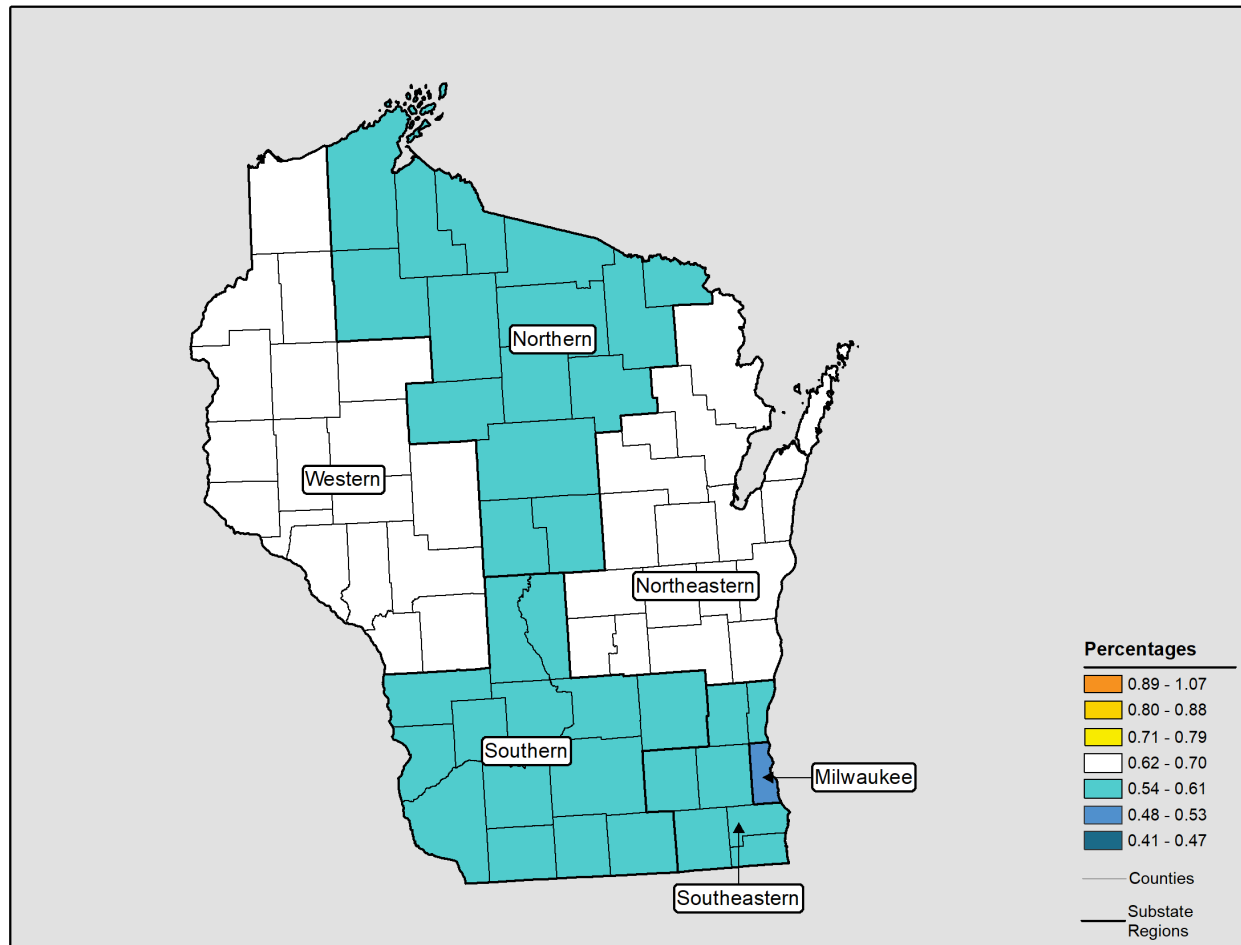 Northern
Western
Northeastern
Southern
Milwaukee
Southeastern
Percentages
0.89 - 1.07
0.80 - 0.88
0.71 - 0.79
0.62 - 0.70
0.54 - 0.61
0.48 - 0.53
0.41 - 0.47
Counties
Substate
Regions